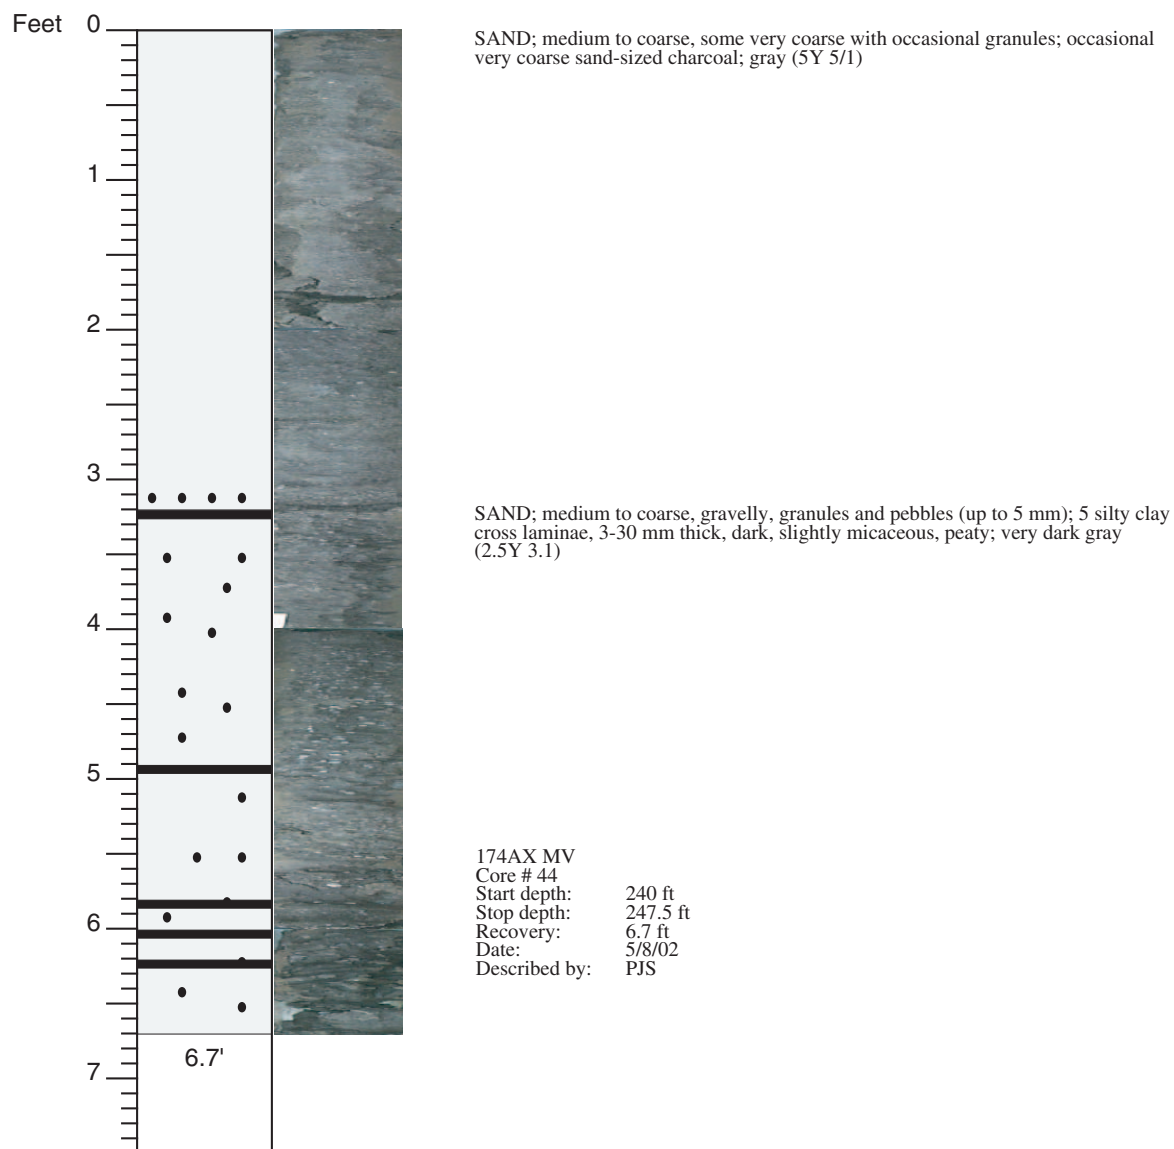 Feet 0
SAND; medium to coarse, some very coarse with occasional granules; occasional
very coarse sand-sized charcoal; gray (5Y 5/1)
1
2
3
SAND; medium to coarse, gravelly, granules and pebbles (up to 5 mm); 5 silty clay
cross laminae, 3-30 mm thick, dark, slightly micaceous, peaty; very dark gray
(2.5Y 3.1)
4
5
174AX MV
Core # 44
Start depth: 240 ft
Stop depth: 247.5 ft
Recovery: 6.7 ft
Date: 5/8/02
Described by: PJS
6
6.7'
7